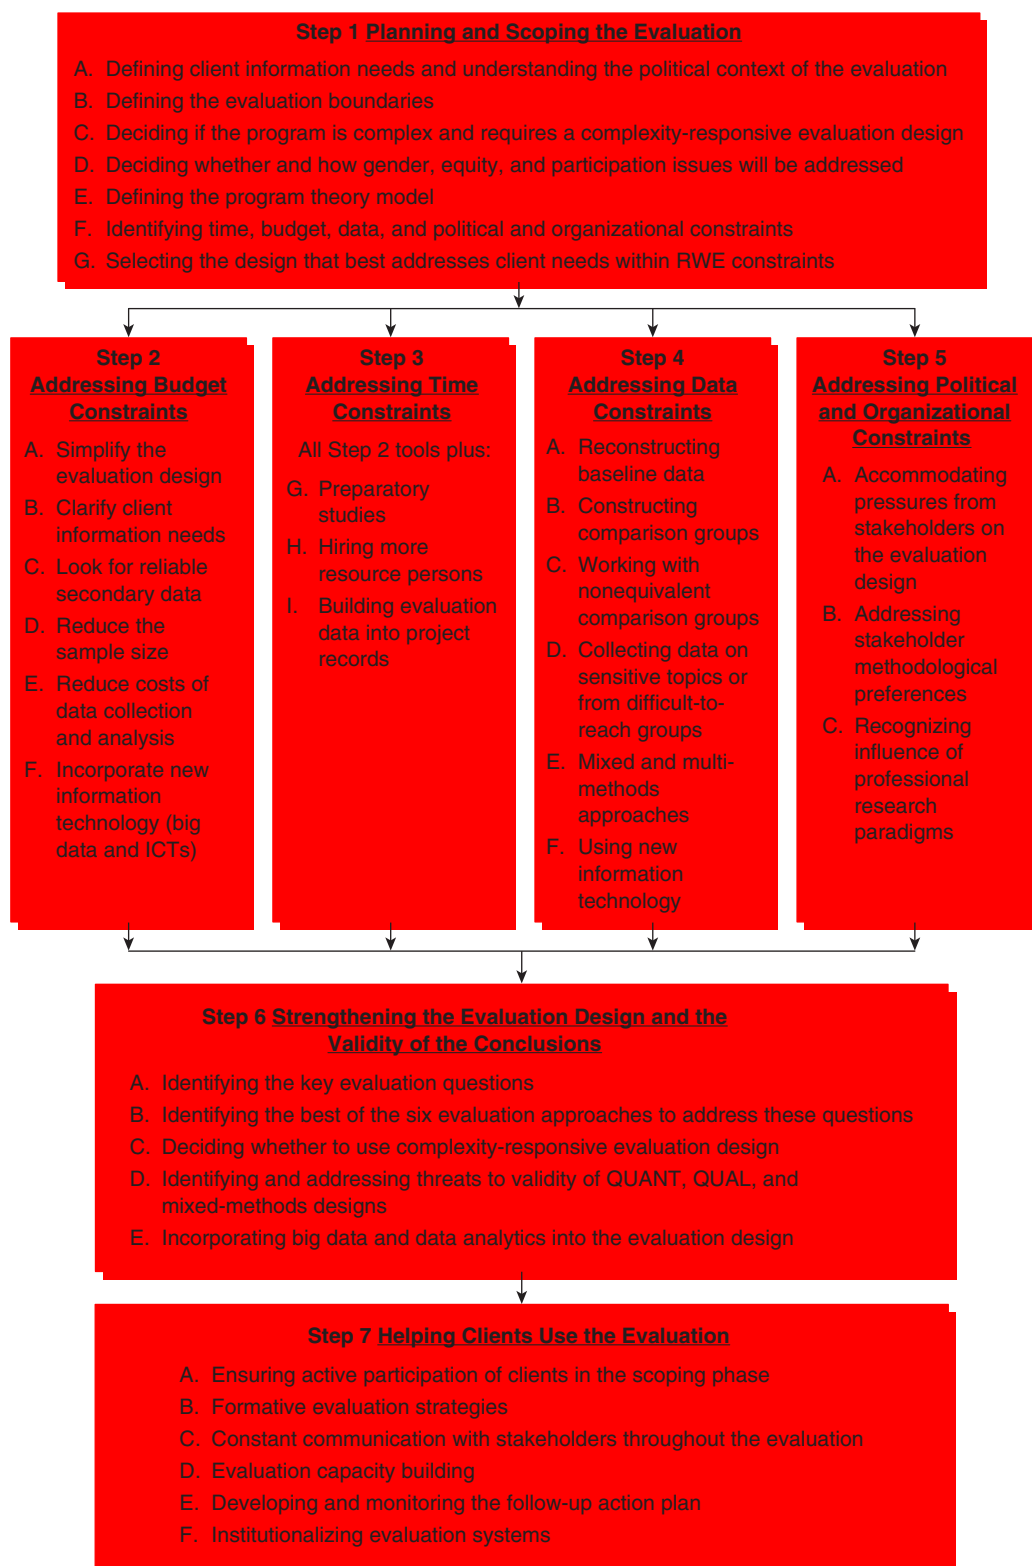 Step 1 Planning and Scoping the Evaluation
A. Defining client information needs and understanding the political context of the evaluation
B. Defining the evaluation boundaries
C. Deciding if the program is complex and requires a complexity-responsive evaluation design
D. Deciding whether and how gender, equity, and participation issues will be addressed
E. Defining the program theory model
F. Identifying time, budget, data, and political and organizational constraints
G. Selecting the design that best addresses client needs within RWE constraints
Step 2
Addressing Budget
Constraints
A. Simplify the
evaluation design
B. Clarify client
information needs
C. Look for reliable
secondary data
D. Reduce the
sample size
E. Reduce costs of
data collection
and analysis
F. Incorporate new
information
technology (big
data and ICTs)
Step 3
Addressing Time
Constraints
All Step 2 tools plus:
G. Preparatory
studies
H. Hiring more
resource persons
I. Building evaluation
data into project
records
Step 4
Addressing Data
Constraints
A. Reconstructing
baseline data
B. Constructing
comparison groups
C. Working with
nonequivalent
comparison groups
D. Collecting data on
sensitive topics or
from difficult-to-
reach groups
E. Mixed and multi-
methods
approaches
F. Using new
information
technology
Step 5
Addressing Political
and Organizational
Constraints
A. Accommodating
pressures from
stakeholders on
the evaluation
design
B. Addressing
stakeholder
methodological
preferences
C. Recognizing
influence of
professional
research
paradigms
Step 6 Strengthening the Evaluation Design and the
Validity of the Conclusions
A. Identifying the key evaluation questions
B. Identifying the best of the six evaluation approaches to address these questions
C. Deciding whether to use complexity-responsive evaluation design
D. Identifying and addressing threats to validity of QUANT, QUAL, and
mixed-methods designs
E. Incorporating big data and data analytics into the evaluation design
Step 7 Helping Clients Use the Evaluation
A. Ensuring active participation of clients in the scoping phase
B. Formative evaluation strategies
C. Constant communication with stakeholders throughout the evaluation
D. Evaluation capacity building
E. Developing and monitoring the follow-up action plan
F. Institutionalizing evaluation systems